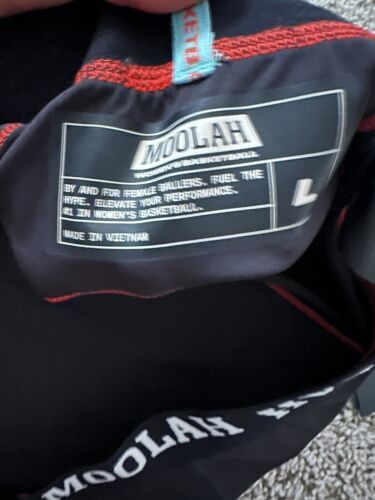 MOOLAH
WOMEN'S BASKETBALL
BY AND FOR FEMALE BALLERS. FUEL THE
HYPE. ELEVATE YOUR PERFORMANCE.
#1 IN WOMEN'S BASKETBALL.
MADE IN VIETNAM
L
MOOLAH